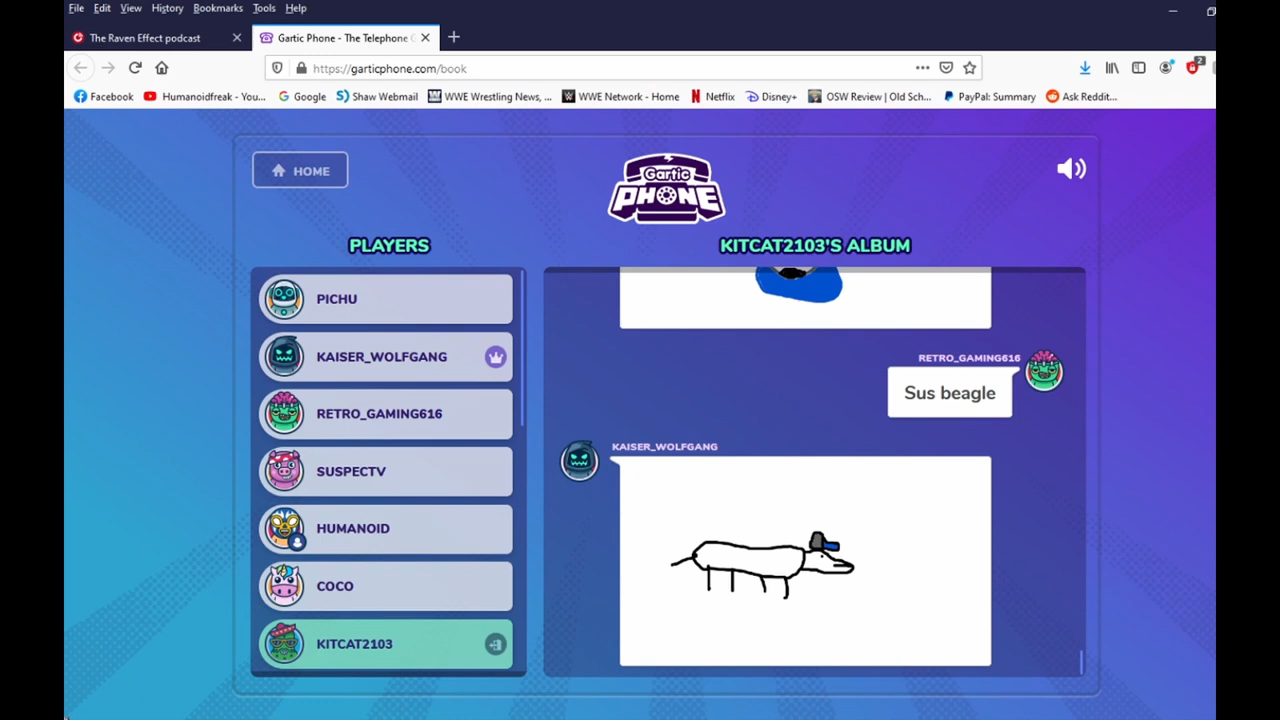 File Edit View History Bookmarks Tools Help
The Raven Effect podcast
Gartic Phone - The Telephone G
https://garticphone.com/book
2
Facebook Humanoidfreak - You... Google Shaw Webmail WWE Wrestling News, ... WWE Network - Home Netflix Disney+ OSW Review | Old Sch... PayPal: Summary Ask Reddit...
HOME
Gartic
PHONE
PLAYERS
KITCAT2103'S ALBUM
PICHU
KAISER_WOLFGANG
RETRO_GAMING616
SUSPECTV
HUMANOID
COCO
KITCAT2103
RETRO_GAMING616
Sus beagle
KAISER_WOLFGANG